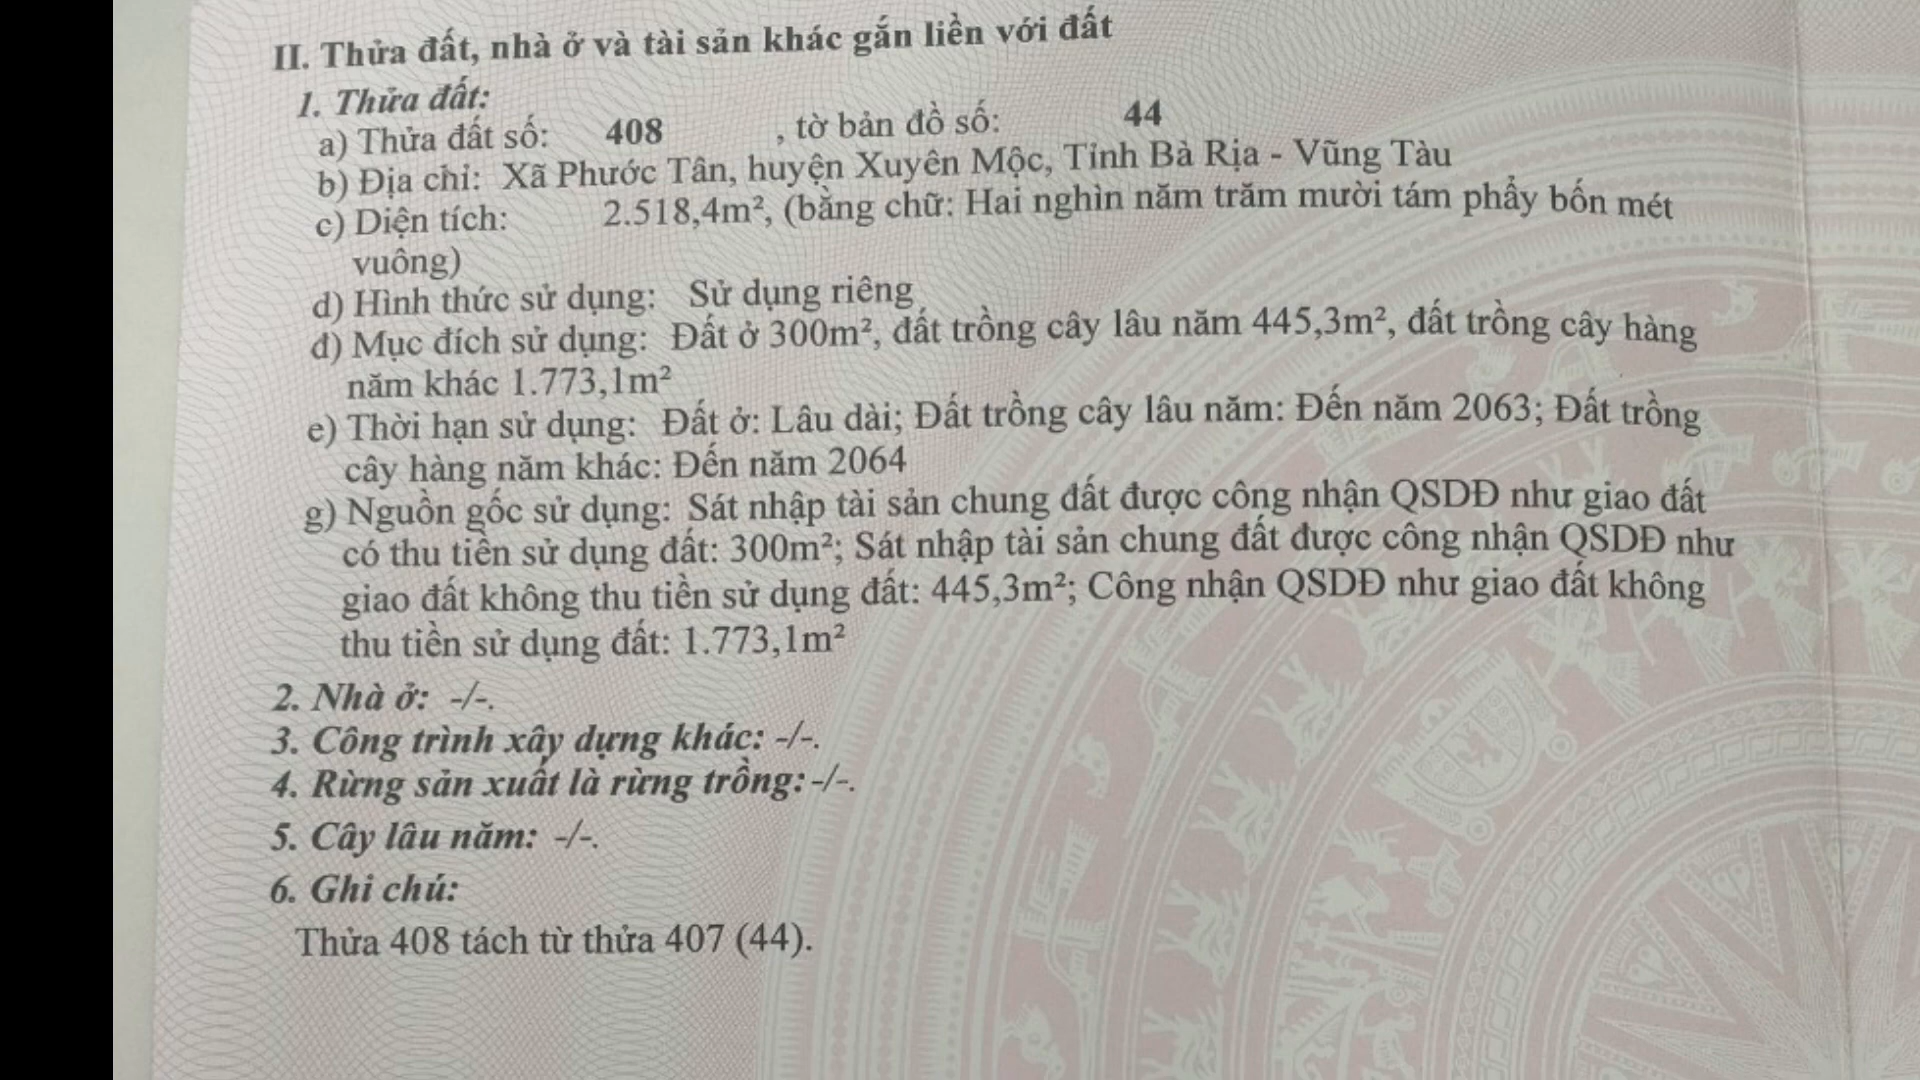 II. Thửa đất, nhà ở và tài sản khác gắn liền với đất
1. Thửa đất:
a) Thửa đất số: 408 , tờ bản đồ số: 44
b) Địa chỉ: Xã Phước Tân, huyện Xuyên Mộc, Tỉnh Bà Rịa - Vũng Tàu
c) Diện tích: 2.518,4m², (bằng chữ: Hai nghìn năm trăm mười tám phẩy bốn mét
vuông)
d) Hình thức sử dụng: Sử dụng riêng
đ) Mục đích sử dụng: Đất ở 300m², đất trồng cây lâu năm 445,3m², đất trồng cây hàng
năm khác 1.773,1m²
e) Thời hạn sử dụng: Đất ở: Lâu dài; Đất trồng cây lâu năm: Đến năm 2063; Đất trồng
cây hàng năm khác: Đến năm 2064
g) Nguồn gốc sử dụng: Sát nhập tài sản chung đất được công nhận QSDĐ như giao đất
có thu tiền sử dụng đất: 300m²; Sát nhập tài sản chung đất được công nhận QSDĐ như
giao đất không thu tiền sử dụng đất: 445,3m²; Công nhận QSDĐ như giao đất không
thu tiền sử dụng đất: 1.773,1m²
2. Nhà ở: -/-.
3. Công trình xây dựng khác: -/-.
4. Rừng sản xuất là rừng trồng: -/-.
5. Cây lâu năm: -/-.
6. Ghi chú:
Thửa 408 tách từ thửa 407 (44).